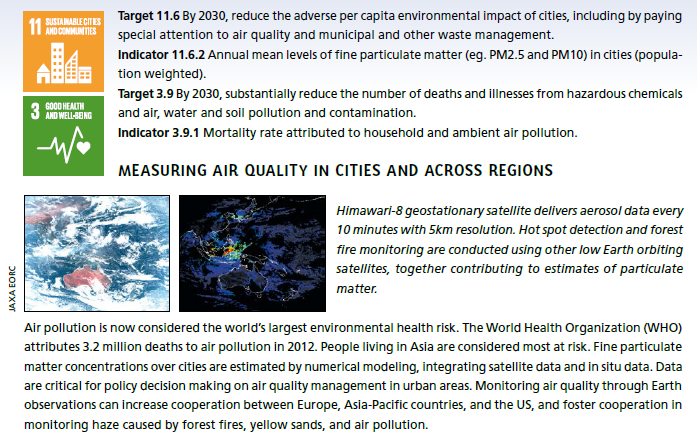 11 SUSTAINABLE CITIES
AND COMMUNITIES
Target 11.6 By 2030, reduce the adverse per capita environmental impact of cities, including by paying
special attention to air quality and municipal and other waste management.
Indicator 11.6.2 Annual mean levels of fine particulate matter (eg. PM2.5 and PM10) in cities (popula-
tion weighted).
3 GOOD HEALTH
AND WELL-BEING
Target 3.9 By 2030, substantially reduce the number of deaths and illnesses from hazardous chemicals
and air, water and soil pollution and contamination.
Indicator 3.9.1 Mortality rate attributed to household and ambient air pollution.
MEASURING AIR QUALITY IN CITIES AND ACROSS REGIONS
JAXA EORC
Himawari-8 geostationary satellite delivers aerosol data every
10 minutes with 5km resolution. Hot spot detection and forest
fire monitoring are conducted using other low Earth orbiting
satellites, together contributing to estimates of particulate
matter.
Air pollution is now considered the world's largest environmental health risk. The World Health Organization (WHO)
attributes 3.2 million deaths to air pollution in 2012. People living in Asia are considered most at risk. Fine particulate
matter concentrations over cities are estimated by numerical modeling, integrating satellite data and in situ data. Data
are critical for policy decision making on air quality management in urban areas. Monitoring air quality through Earth
observations can increase cooperation between Europe, Asia-Pacific countries, and the US, and foster cooperation in
monitoring haze caused by forest fires, yellow sands, and air pollution.